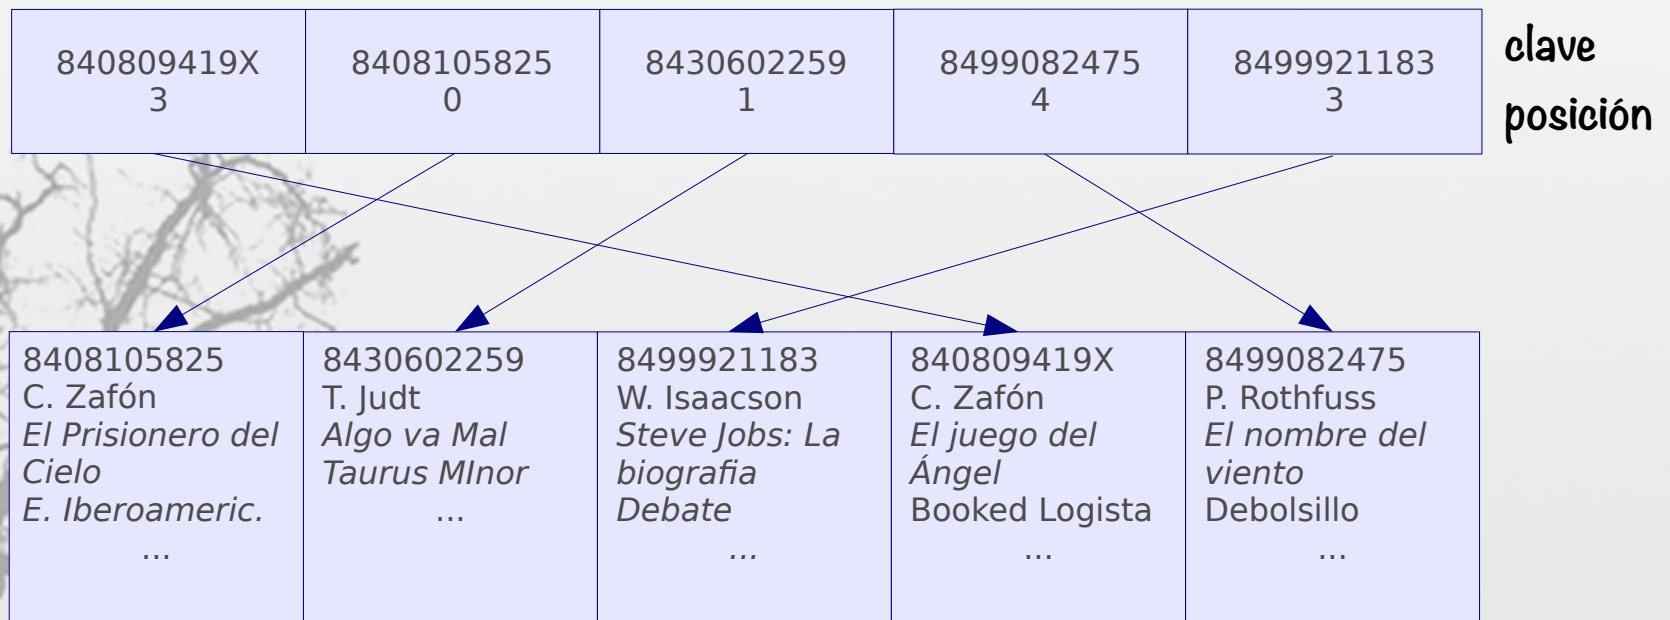 840809419X
3
8408105825
0
8430602259
1
8499082475
4
8499921183
3
clave
posición
8408105825
C. Zafón
El Prisionero del
Cielo
E. Iberoameric.
...
8430602259
T. Judt
Algo va Mal
Taurus MInor
...
8499921183
W. Isaacson
Steve Jobs: La
biografia
Debate
...
840809419X
C. Zafón
El juego del
Ángel
Booked Logista
...
8499082475
P. Rothfuss
El nombre del
viento
Debolsillo
...